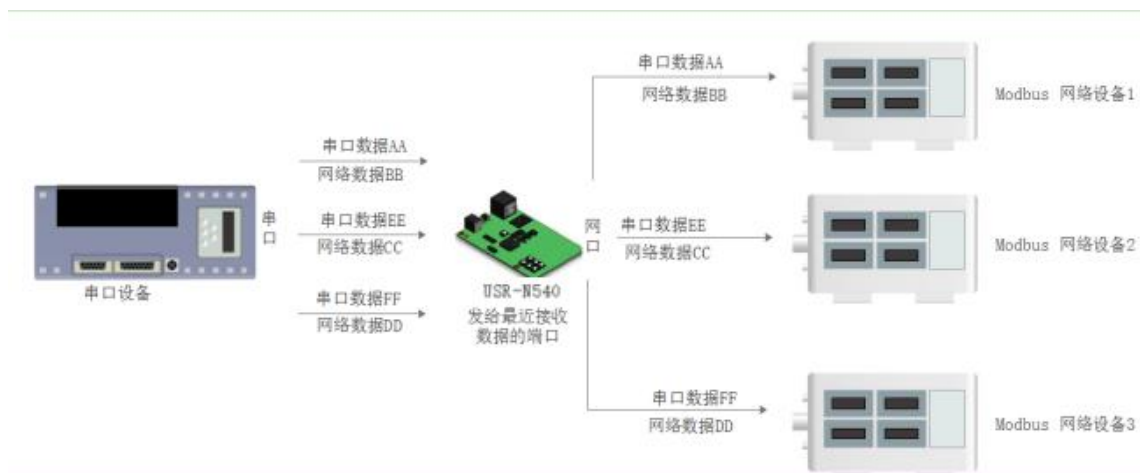 串口数据AA
网络数据BB
Modbus 网络设备1
串口数据AA
网络数据BB
串口
串口数据EE
网络数据CC
网口
串口数据EE
网络数据CC
Modbus 网络设备2
串口设备
串口数据FF
网络数据DD
USR-N540
发给最近接收
数据的端口
串口数据FF
网络数据DD
Modbus 网络设备3